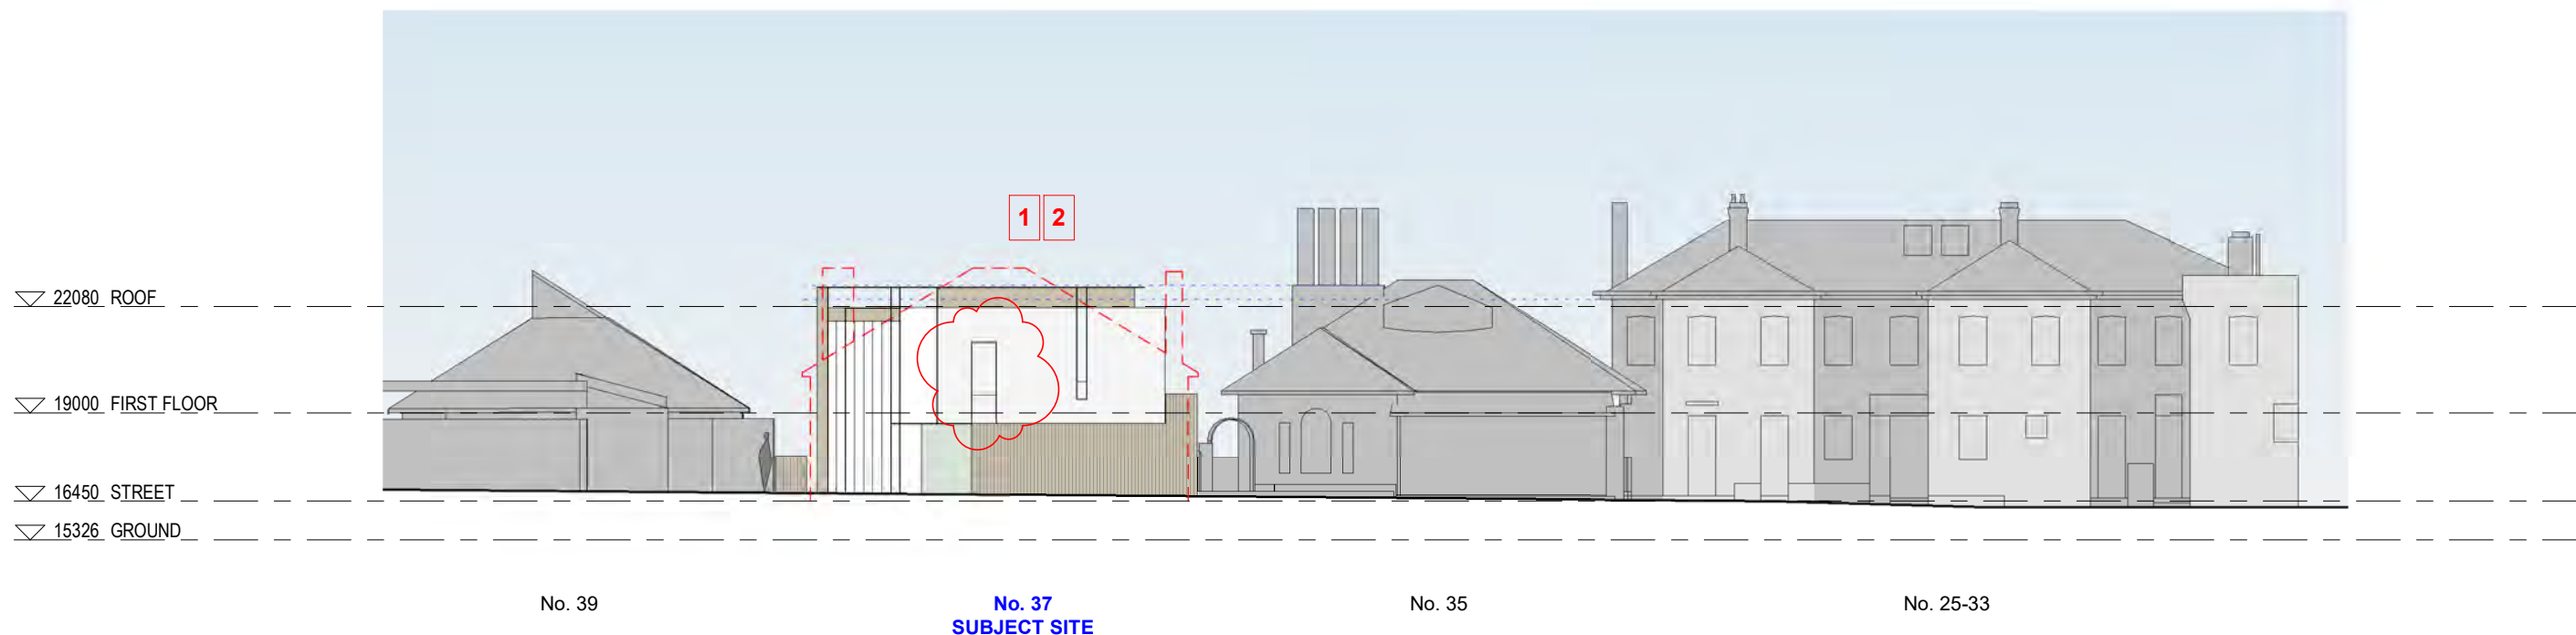 1 2
22080 ROOF
19000 FIRST FLOOR
16450 STREET
15326 GROUND
No. 39
No. 37
SUBJECT SITE
No. 35
No. 25-33